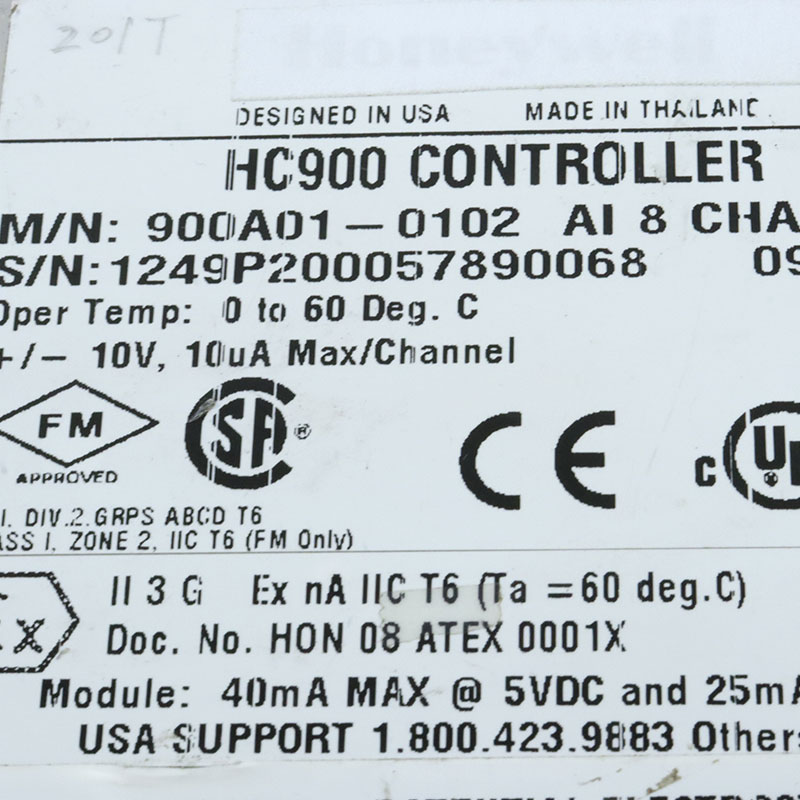 201T
Honeywell
DESIGNED IN USA MADE IN THAILAND
HC900 CONTROLLER
M/N: 900A01-0102 AI 8 CHA
S/N: 1249P200057890068 09
Oper Temp: 0 to 60 Deg. C
+/- 10V, 10uA Max/Channel
FM SA ® CE C U
APPROVED
I. DIV.2.GRPS ABCD T6
ASS I, ZONE 2, IIC T6 (FM Only)
II 3 G Ex nA IIC T6 (Ta =60 deg.C)
x Doc. No. HON 08 ATEX 0001X
Module: 40mA MAX @ 5VDC and 25mA
USA SUPPORT 1.800.423.9883 Others